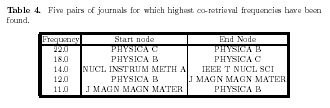 Table 4. Five pairs of journals for which highest co-retrieval frequencies have been
found.
Frequency Start node End Node
22.0 PHYSICA C PHYSICA B
18.0 PHYSICA B PHYSICA C
14.0 NUCL INSTRUM METH A IEEE T NUCL SCI
12.0 PHYSICA B J MAGN MAGN MATER
11.0 J MAGN MAGN MATER PHYSICA B